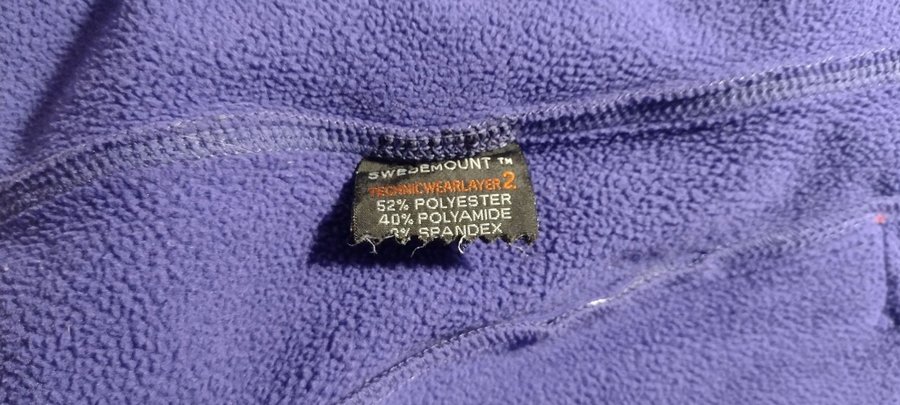 SWEDEMOUNT ™
TECHNICWEARLAYER 2
52% POLYESTER
40% POLYAMIDE
SPANDEX